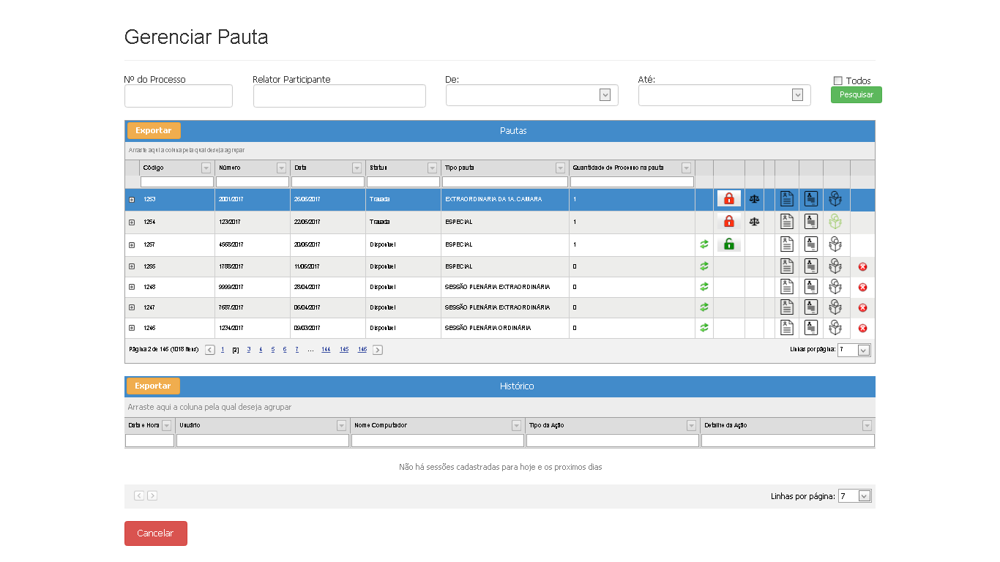 Gerenciar Pauta
Nº do Processo Relator Participante De: Até: Todos
Pesquisar
Exportar Pautas
Arraste aqui a coluna pela qual deseja agrupar
Código Número Data Status Tipo pauta Quantidade de Processo na pauta
1253 2001/2017 26/06/2017 Travada EXTRAORDINARIA DA 1A. CAMARA 1
1254 123/2017 22/06/2017 Travada ESPECIAL 1
1257 4568/2017 20/06/2017 Disponível ESPECIAL 1
1255 1788/2017 11/06/2017 Disponível ESPECIAL 0
1248 9999/2017 28/04/2017 Disponível SESSÃO PLENÁRIA EXTRAORDINÁRIA 0
1247 7687/2017 06/04/2017 Disponível SESSÃO PLENÁRIA EXTRAORDINÁRIA 0
1246 1234/2017 09/03/2017 Disponível SESSÃO PLENÁRIA ORDINÁRIA 0
Página 2 de 146 (1018 itens) 1 [2] 3 4 5 6 7 … 144 145 146 Linhas por página: 7
Exportar Histórico
Arraste aqui a coluna pela qual deseja agrupar
Data e Hora Usuário Nome Computador Tipo da Ação Detalhe da Ação
Não há sessões cadastradas para hoje e os proximos dias
Linhas por página: 7
Cancelar